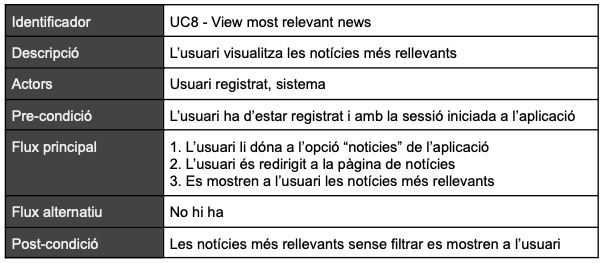 Identificador UC8 - View most relevant news
Descripció L'usuari visualitza les notícies més rellevants
Actors Usuari registrat, sistema
Pre-condició L'usuari ha d'estar registrat i amb la sessió iniciada a l'aplicació
Flux principal 1. L'usuari li dóna a l'opció “noticies” de l'aplicació
2. L'usuari és redirigit a la pàgina de notícies
3. Es mostren a l'usuari les notícies més rellevants
Flux alternatiu No hi ha
Post-condició Les notícies més rellevants sense filtrar es mostren a l'usuari